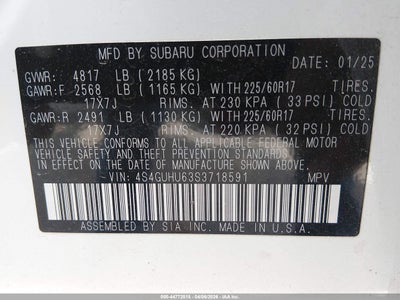 MFD BY SUBARU CORPORATION 01/25
GVWR: 4817 LB (2185 KG)
GAWR:F 2568 LB (1165 KG) WITH 225/60R17 TIRES.
17X7J RIMS. AT 230 KPA (33 PSI) COLD
GAWR:R 2491 LB (1130 KG) WITH 225/60R17 TIRES.
17X7J RIMS. AT 220 KPA (32 PSI) COLD
THIS VEHICLE CONFORMS TO ALL APPLICABLE FEDERAL MOTOR
VEHICLE SAFETY BUMPER, AND THEFT PREVENTION STANDARDS
IN EFFECT ON THE DATE OF MANUFACTURE SHOWN ABOVE.
VIN: 4S4GUHU63S3718591 MPV
ASSEMBLED BY SIA INC. MADE IN U.S.A.